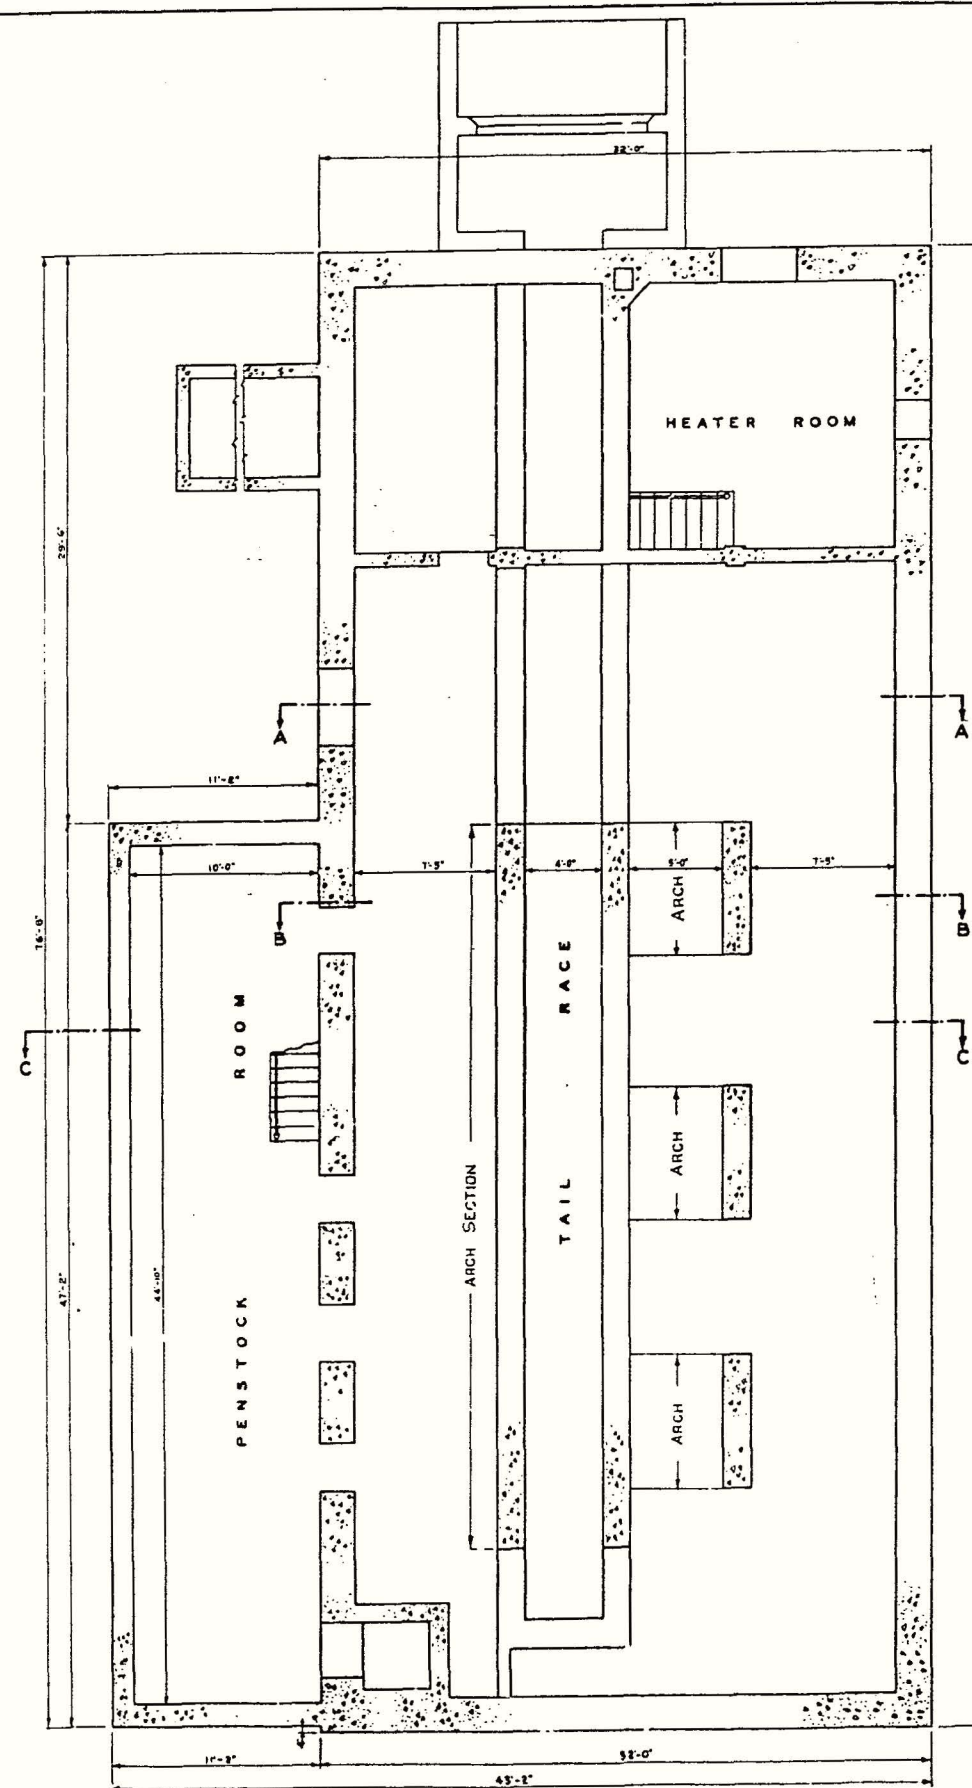 32'-0"
HEATER ROOM
29'-6"
A
A
11'-2"
10'-0"
7'-5"
4'-0"
5'-0"
7'-5"
ARCH
B
B
76'-8"
C
C
PENSTOCK ROOM
TAIL RACE
ARCH SECTION
ARCH
47'-2"
44'-10"
ARCH
11'-2"
32'-0"
43'-2"